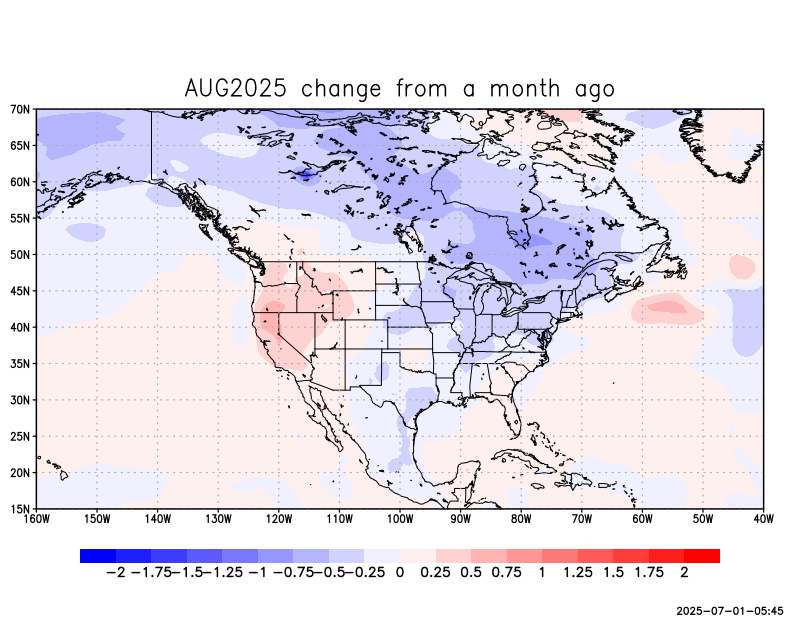 AUG2025 change from a month ago
70N
65N
60N
55N
50N
45N
40N
35N
30N
25N
20N
15N
160W 150W 140W 130W 120W 110W 100W 90W 80W 70W 60W 50W 40W
−2 −1.75 −1.5 −1.25 −1 −0.75 −0.5 −0.25 0 0.25 0.5 0.75 1 1.25 1.5 1.75 2
2025-07-01-05:45